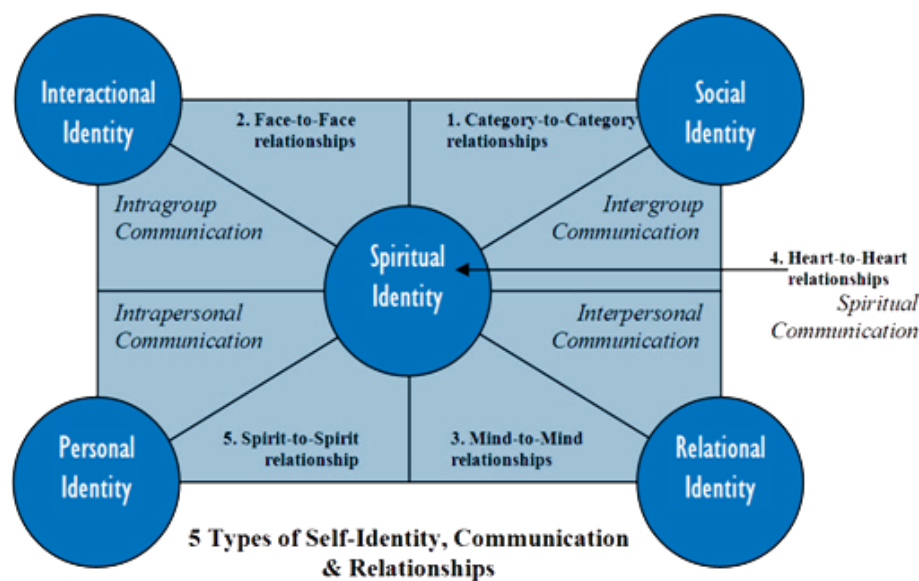 Interactional
Identity
2. Face-to-Face
relationships
1. Category-to-Category
relationships
Social
Identity
Intragroup
Communication
Intergroup
Communication
Spiritual
Identity
4. Heart-to-Heart
relationships
Spiritual
Communication
Intrapersonal
Communication
Interpersonal
Communication
Personal
Identity
5. Spirit-to-Spirit
relationship
3. Mind-to-Mind
relationships
Relational
Identity
5 Types of Self-Identity, Communication
& Relationships